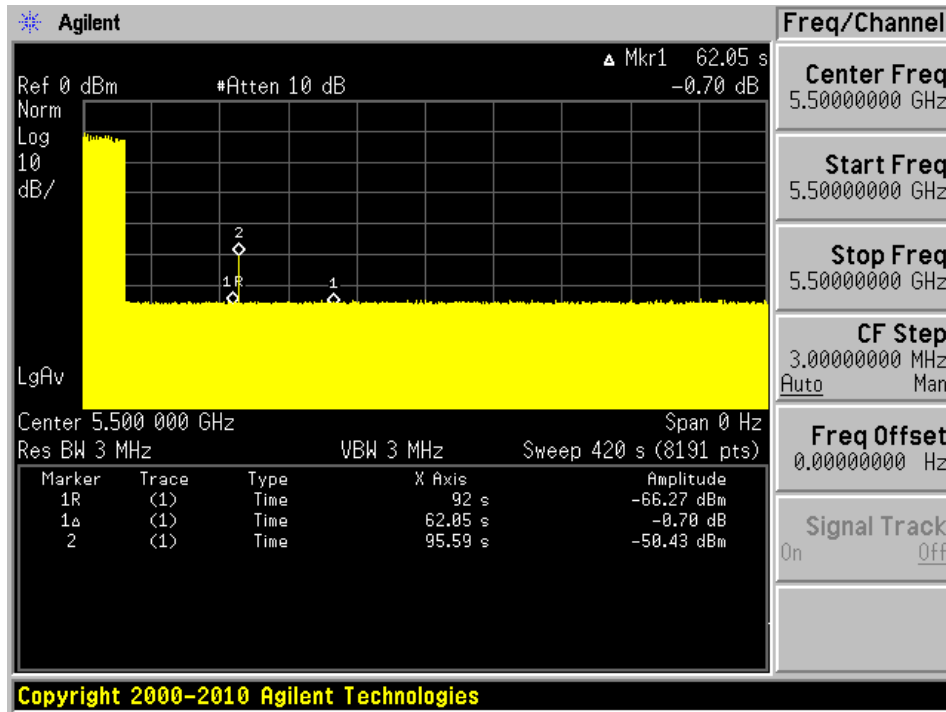 Agilent
Freq/Channel
▵ Mkr1 62.05 s
Ref 0 dBm #Atten 10 dB -0.70 dB
Norm
Log
10
dB/
2
1R
1
LgAv
Center 5.500 000 GHz Span 0 Hz
Res BW 3 MHz VBW 3 MHz Sweep 420 s (8191 pts)
Marker Trace Type X Axis Amplitude
1R (1) Time 92 s -66.27 dBm
1▵ (1) Time 62.05 s -0.70 dB
2 (1) Time 95.59 s -50.43 dBm
Center Freq
5.50000000 GHz
Start Freq
5.50000000 GHz
Stop Freq
5.50000000 GHz
CF Step
3.00000000 MHz
Auto Man
Freq Offset
0.00000000 Hz
Signal Track
On Off
Copyright 2000-2010 Agilent Technologies